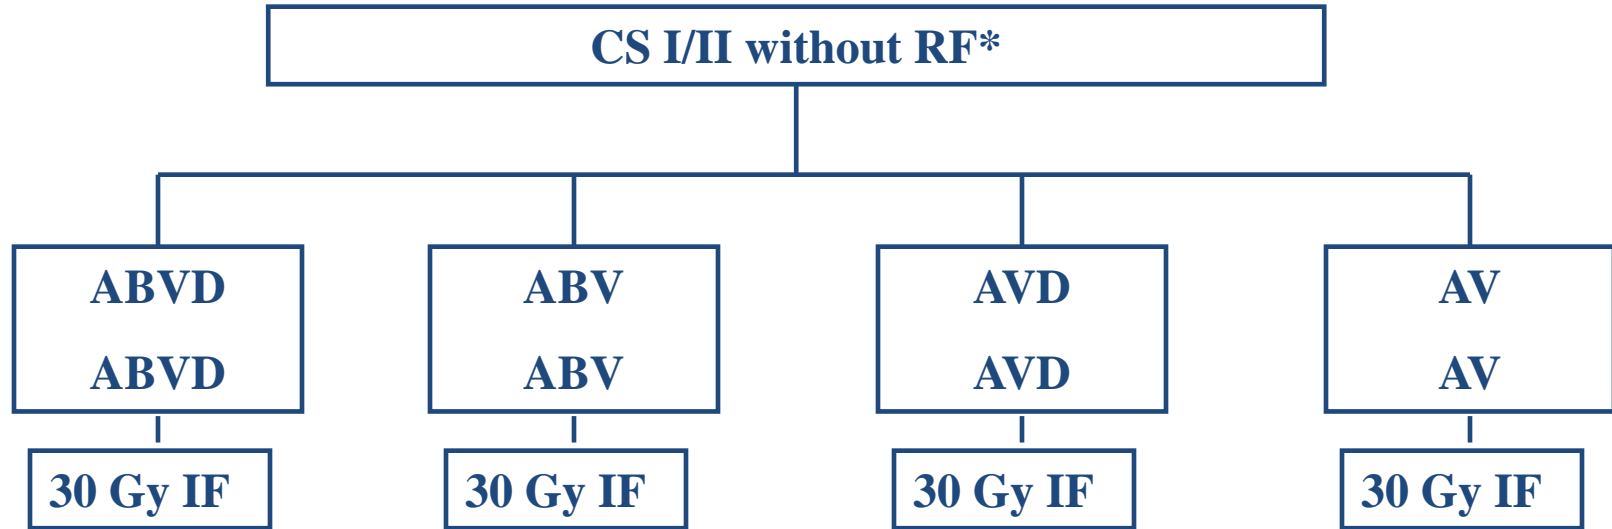 CS I/II without RF*
ABVD
ABVD
30 Gy IF
ABV
ABV
30 Gy IF
AVD
AVD
30 Gy IF
AV
AV
30 Gy IF